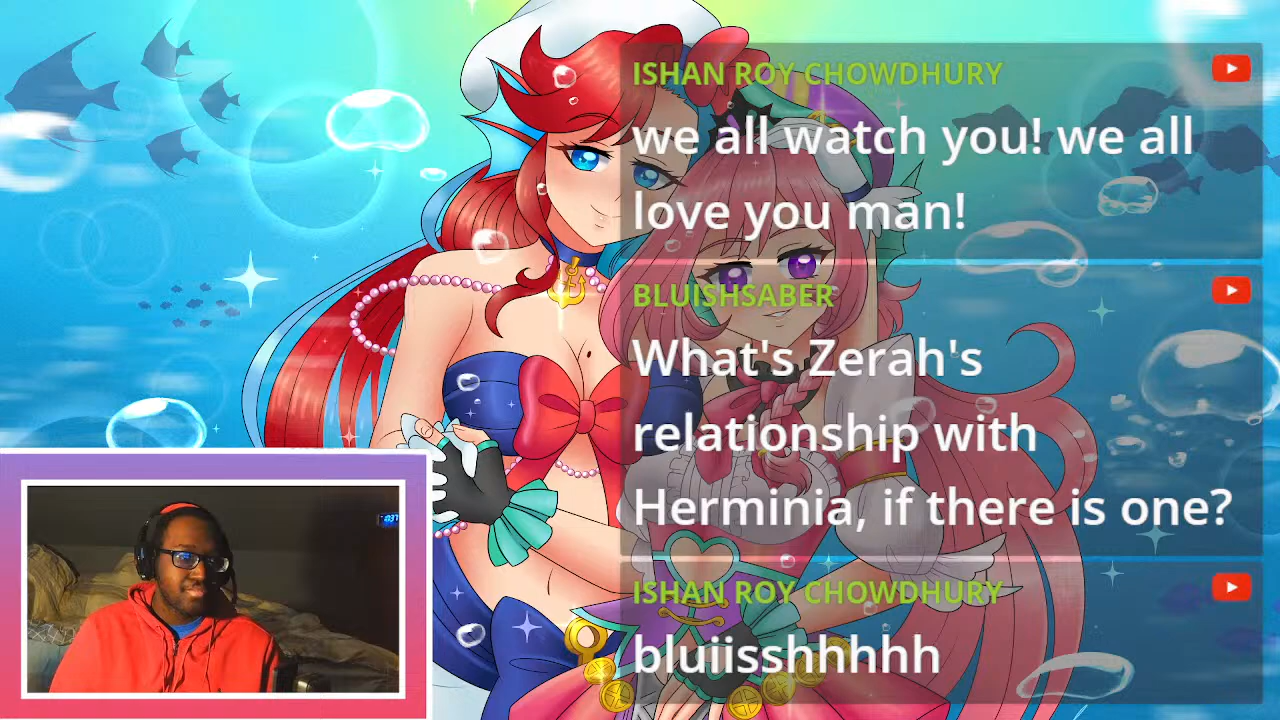 ISHAN ROY CHOWDHURY
we all watch you! we all
love you man!
BLUISHSABER
What's Zerah's
relationship with
Herminia, if there is one?
ISHAN ROY CHOWDHURY
bluiisshhhhh